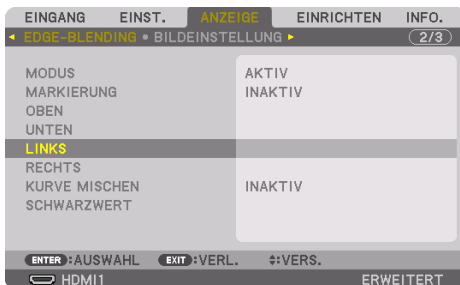 EINGANG EINST. ANZEIGE EINRICHTEN INFO.
EDGE-BLENDING • BILDEINSTELLUNG 2/3
MODUS AKTIV
MARKIERUNG INAKTIV
OBEN
UNTEN
LINKS
RECHTS
KURVE MISCHEN INAKTIV
SCHWARZWERT
ENTER :AUSWAHL EXIT :VERL. :VERS.
HDMI1 ERWEITERT